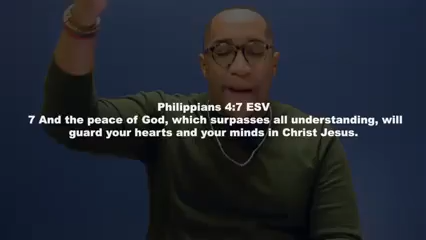 Philippians 4:7 ESV
7 And the peace of God, which surpasses all understanding, will
guard your hearts and your minds in Christ Jesus.